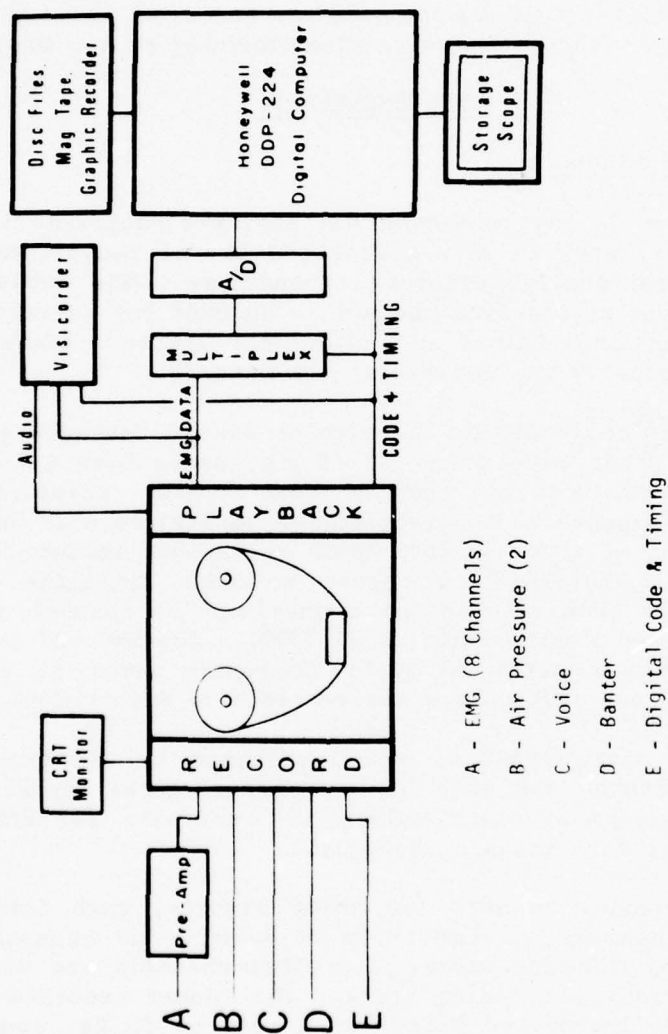 Disc Files
Mag Tape
Graphic Recorder
Honeywell
DDP-224
Digital Computer
Storage
Scope
Visicorder
A/D
MULTIPLEX
Audio
EMG DATA
CODE + TIMING
PLAYBACK
CRT
Monitor
RECORD
Pre Amp
A
B
C
D
E
A - EMG (8 Channels)
B - Air Pressure (2)
C - Voice
D - Banter
E - Digital Code & Timing